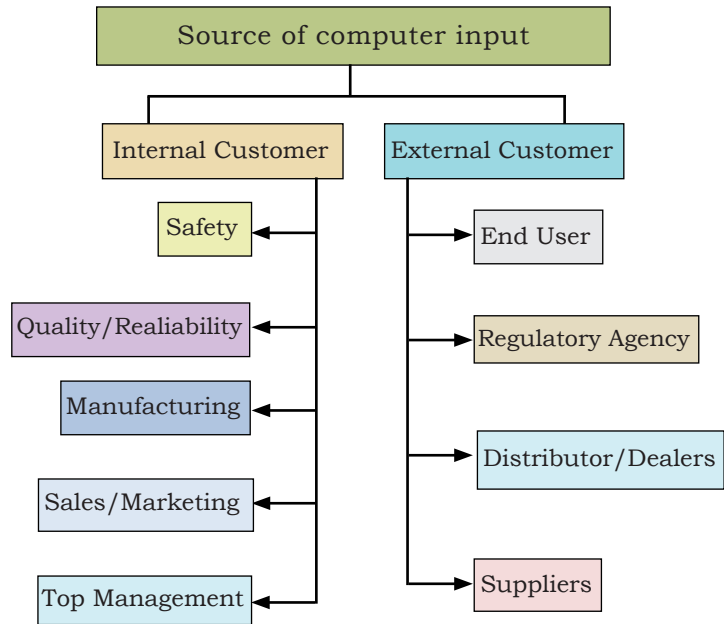 Source of computer input
Internal Customer
External Customer
Safety
End User
Quality/Realiability
Regulatory Agency
Manufacturing
Distributor/Dealers
Sales/Marketing
Suppliers
Top Management